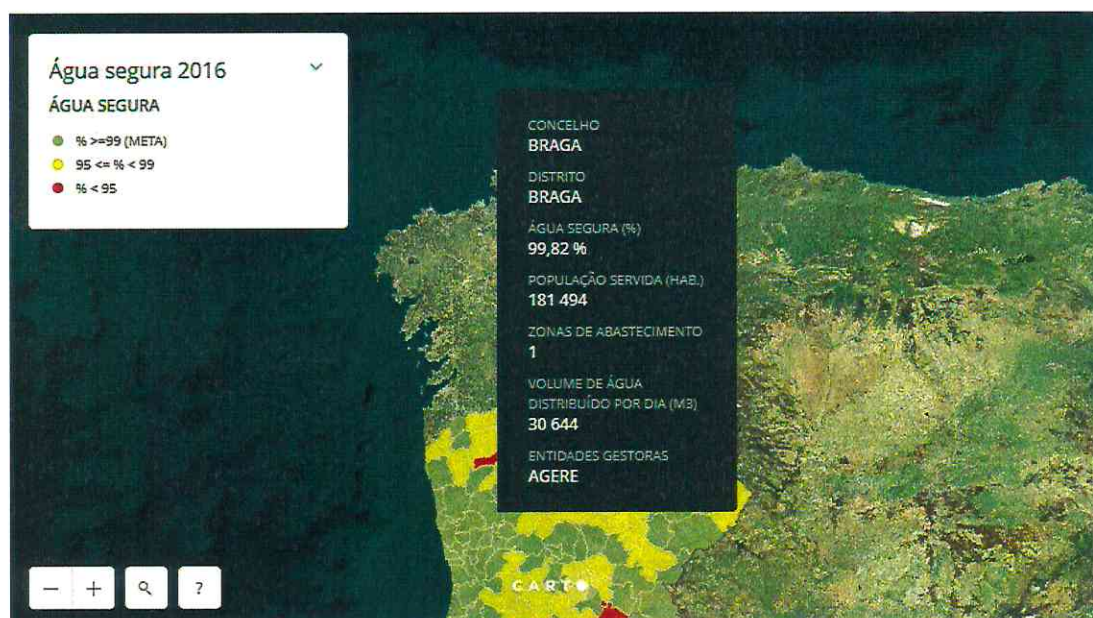 Água segura 2016
ÁGUA SEGURA
% >=99 (META)
95 <= % < 99
% < 95
CONCELHO
BRAGA
DISTRITO
BRAGA
ÁGUA SEGURA (%)
99,82 %
POPULAÇÃO SERVIDA (HAB.)
181 494
ZONAS DE ABASTECIMENTO
1
VOLUME DE ÁGUA
DISTRIBUÍDO POR DIA (M3)
30 644
ENTIDADES GESTORAS
AGERE
CARTO
?